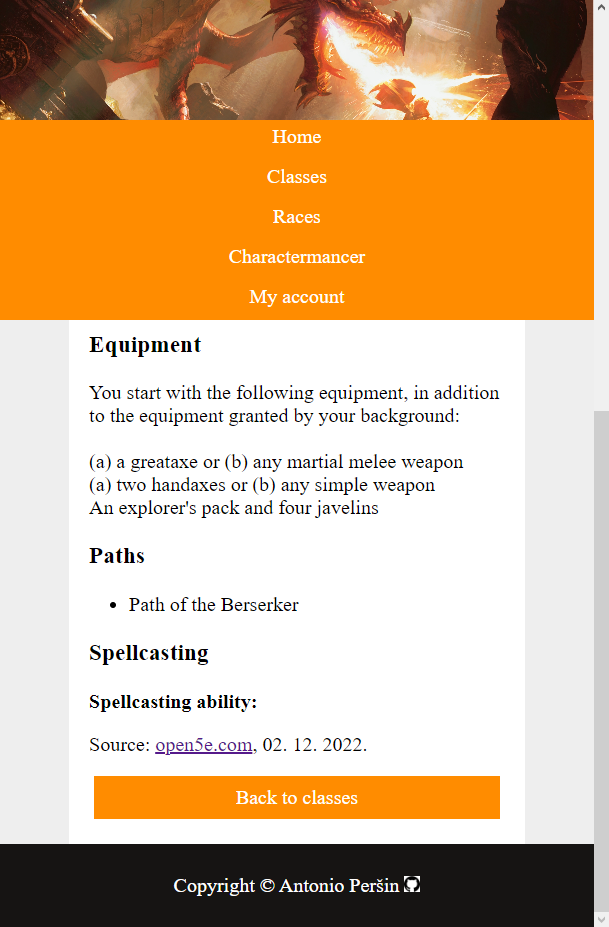 Home
Classes
Races
Charactermancer
My account
Equipment
You start with the following equipment, in addition
to the equipment granted by your background:
(a) a greataxe or (b) any martial melee weapon
(a) two handaxes or (b) any simple weapon
An explorer's pack and four javelins
Paths
• Path of the Berserker
Spellcasting
Spellcasting ability:
Source: open5e.com, 02. 12. 2022.
Back to classes
Copyright © Antonio Peršin